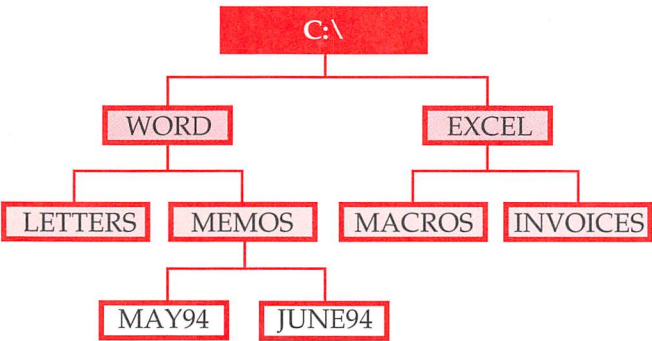 C:\
WORD EXCEL
LETTERS MEMOS MACROS INVOICES
MAY94 JUNE94